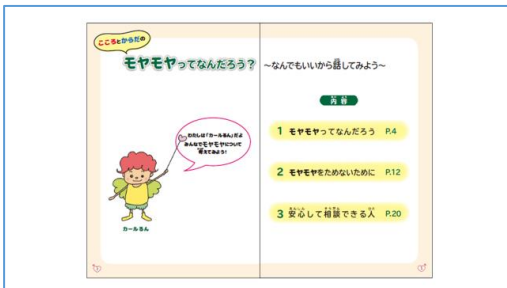 こころとからだの
モヤモヤってなんだろう？
～なんでもいいから話してみよう～
わたしは「カールるん」だよ
みんなでモヤモヤについて
考えてみよう！
カールるん
内容
1 モヤモヤってなんだろう P.4
2 モヤモヤをためないために P.12
3 安心して相談できる人 P.20